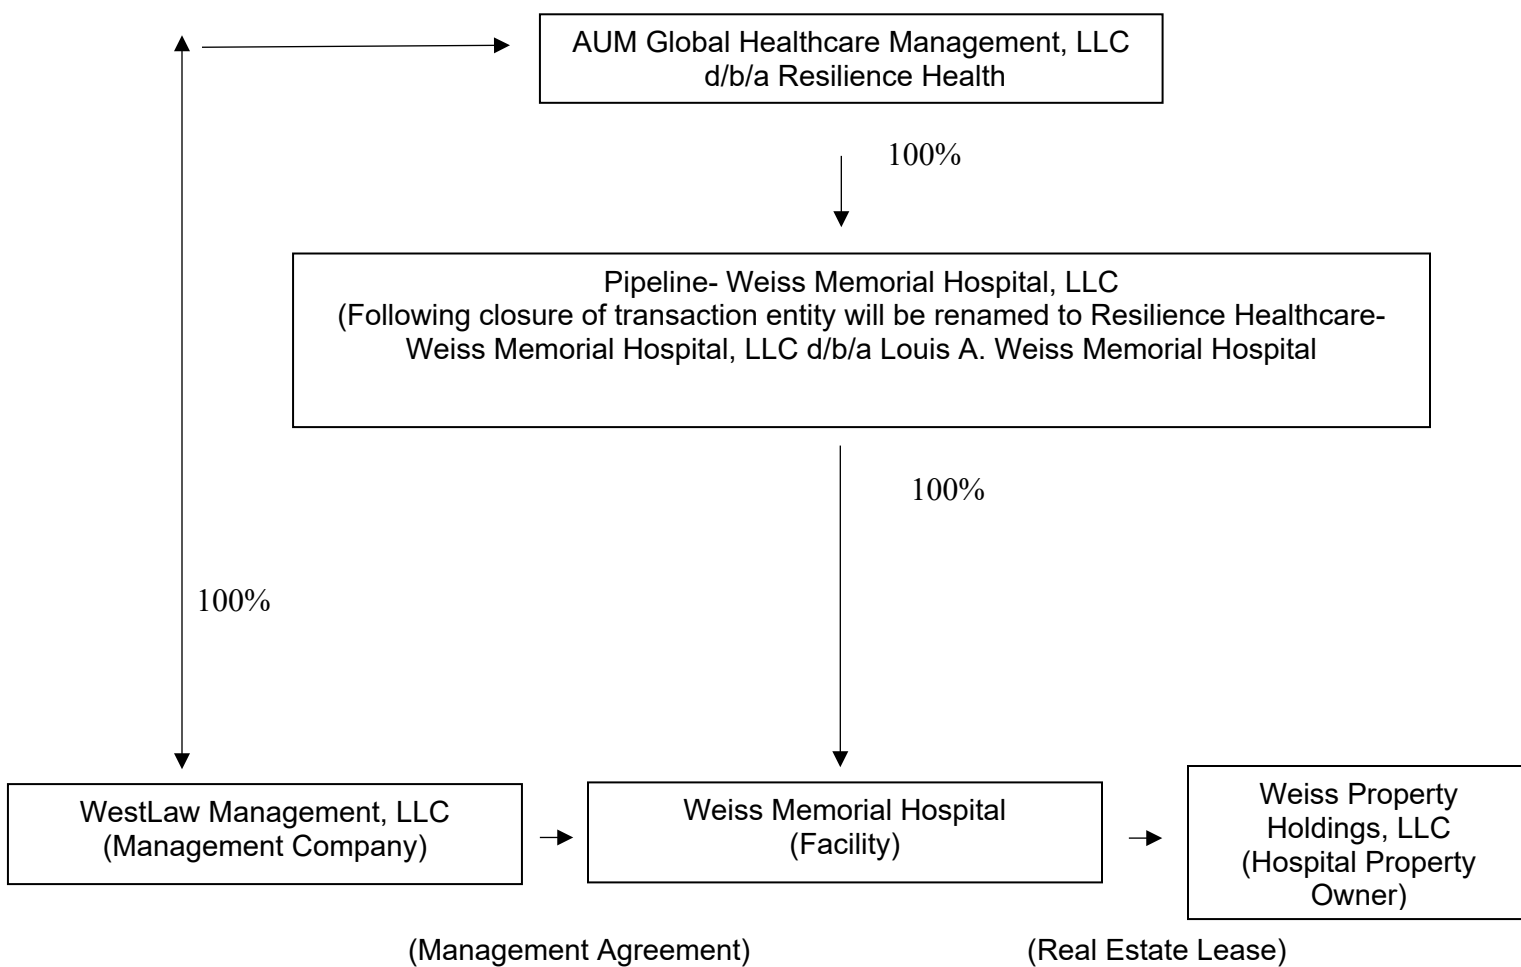 AUM Global Healthcare Management, LLC
d/b/a Resilience Health
100%
Pipeline- Weiss Memorial Hospital, LLC
(Following closure of transaction entity will be renamed to Resilience Healthcare-
Weiss Memorial Hospital, LLC d/b/a Louis A. Weiss Memorial Hospital
100%
100%
WestLaw Management, LLC
(Management Company)
Weiss Memorial Hospital
(Facility)
Weiss Property
Holdings, LLC
(Hospital Property
Owner)
(Management Agreement)
(Real Estate Lease)